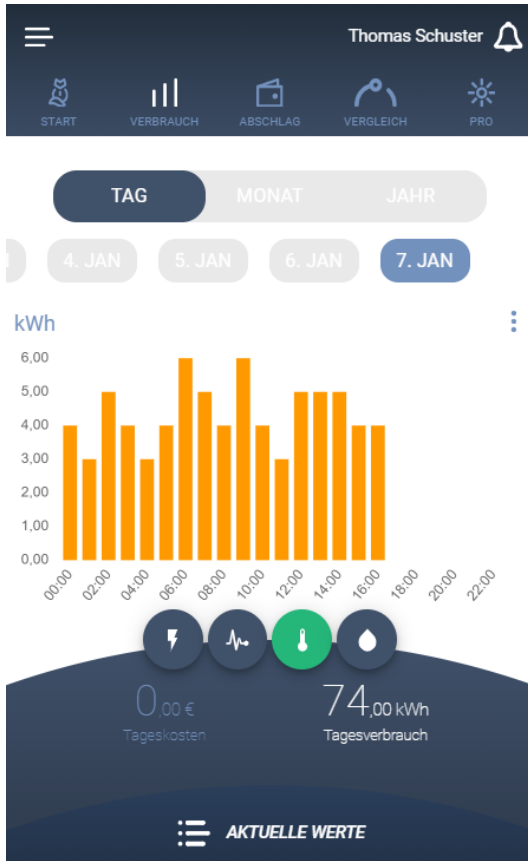 Thomas Schuster
START VERBRAUCH ABSCHLAG VERGLEICH PRO
TAG MONAT JAHR
4. JAN 5. JAN 6. JAN 7. JAN
kWh
6,00
5,00
4,00
3,00
2,00
1,00
0,00
00:00 02:00 04:00 06:00 08:00 10:00 12:00 14:00 16:00 18:00 20:00 22:00
0,00 € 74,00 kWh
Tageskosten Tagesverbrauch
AKTUELLE WERTE